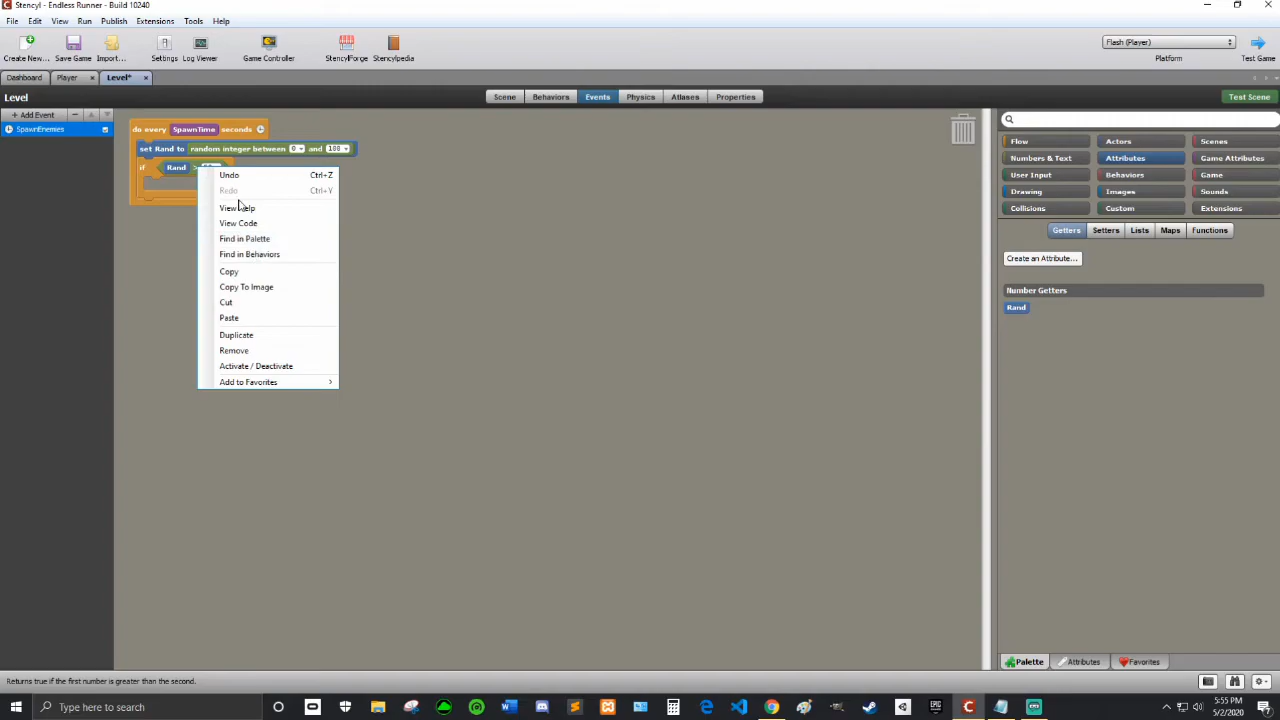 Stencyl - Endless Runner - Build 10240
File Edit View Run Publish Extensions Tools Help
Create New... Save Game Import... Settings Log Viewer Game Controller StencylForge Stencylpedia Flash (Player) Platform Test Game
Dashboard Player × Level* ×
Level Scene Behaviors Events Physics Atlases Properties Test Scene
+ Add Event
SpawnEnemies
do every SpawnTime seconds
set Rand to random integer between 0 and 100
if Rand >
Undo Ctrl+Z
Redo Ctrl+Y
View Help
View Code
Find in Palette
Find in Behaviors
Copy
Copy To Image
Cut
Paste
Duplicate
Remove
Activate / Deactivate
Add to Favorites
Flow Actors Scenes
Numbers & Text Attributes Game Attributes
User Input Behaviors Game
Drawing Images Sounds
Collisions Custom Extensions
Getters Setters Lists Maps Functions
Create an Attribute...
Number Getters
Rand
Palette Attributes Favorites
Returns true if the first number is greater than the second.
Type here to search
5:55 PM
5/2/2020